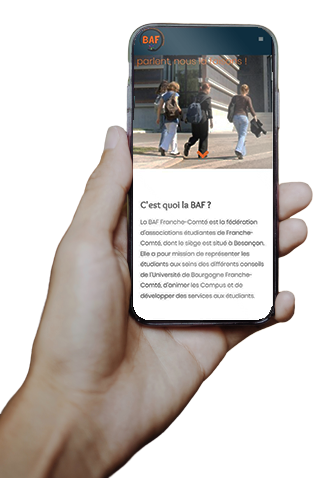 BAF
parlent, nous agissons !
C'est quoi la BAF ?
La BAF Franche-Comté est la fédération
d'associations étudiantes de Franche-
Comté, dont le siège est situé à Besançon.
Elle a pour mission de représenter les
étudiants aux seins des différents conseils
de l'Université de Bourgogne Franche-
Comté, d'animer les Campus et de
développer des services aux étudiants.